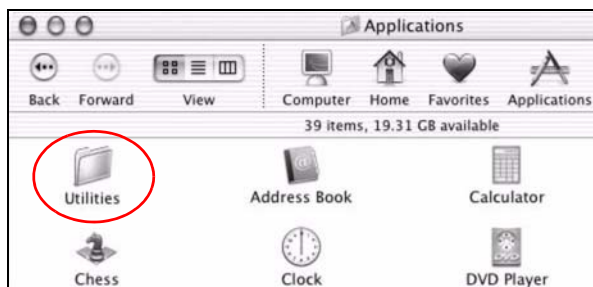 Applications
Back Forward View Computer Home Favorites Applications
39 items, 19.31 GB available
Utilities Address Book Calculator
Chess Clock DVD Player